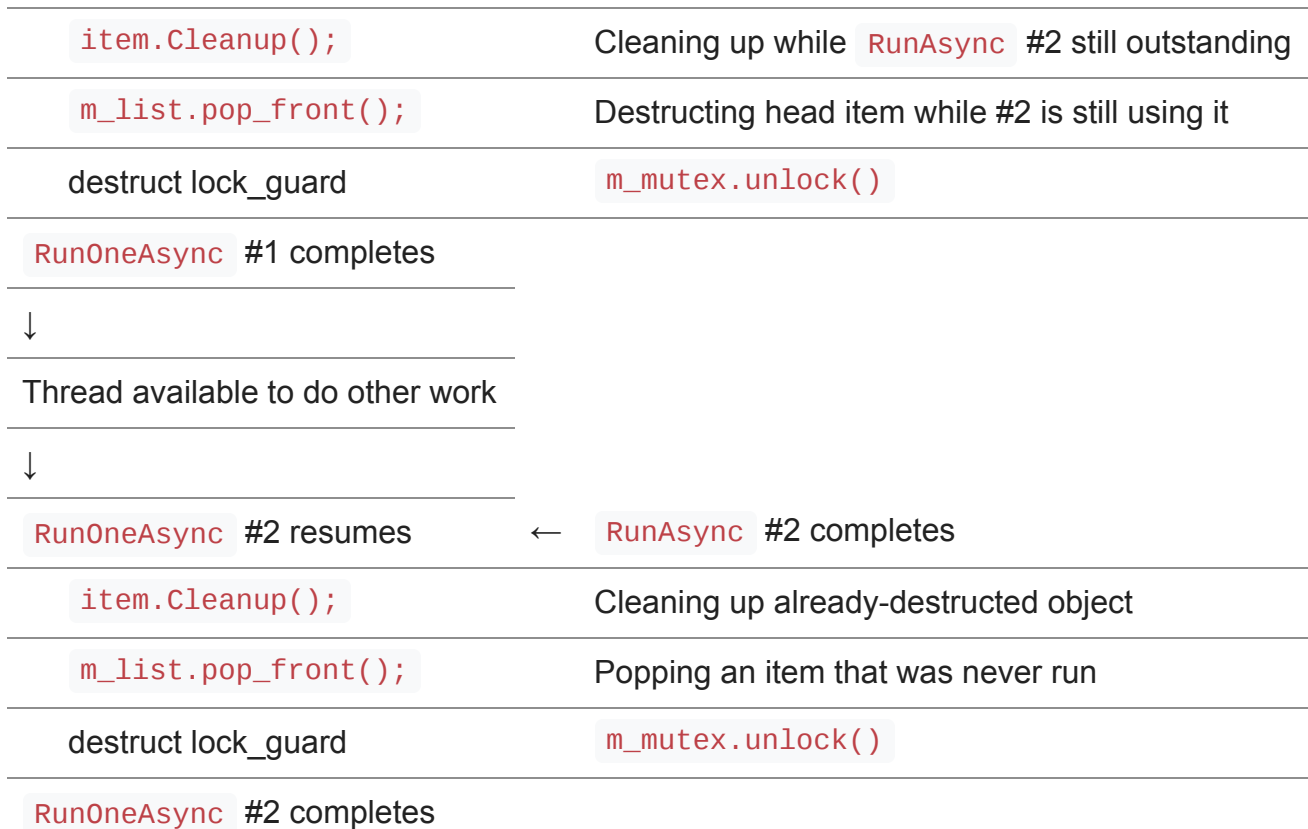 item.Cleanup(); Cleaning up while RunAsync #2 still outstanding
m_list.pop_front(); Destructing head item while #2 is still using it
destruct lock_guard m_mutex.unlock()
RunOneAsync #1 completes
↓
Thread available to do other work
↓
RunOneAsync #2 resumes ← RunAsync #2 completes
item.Cleanup(); Cleaning up already-destructed object
m_list.pop_front(); Popping an item that was never run
destruct lock_guard m_mutex.unlock()
RunOneAsync #2 completes